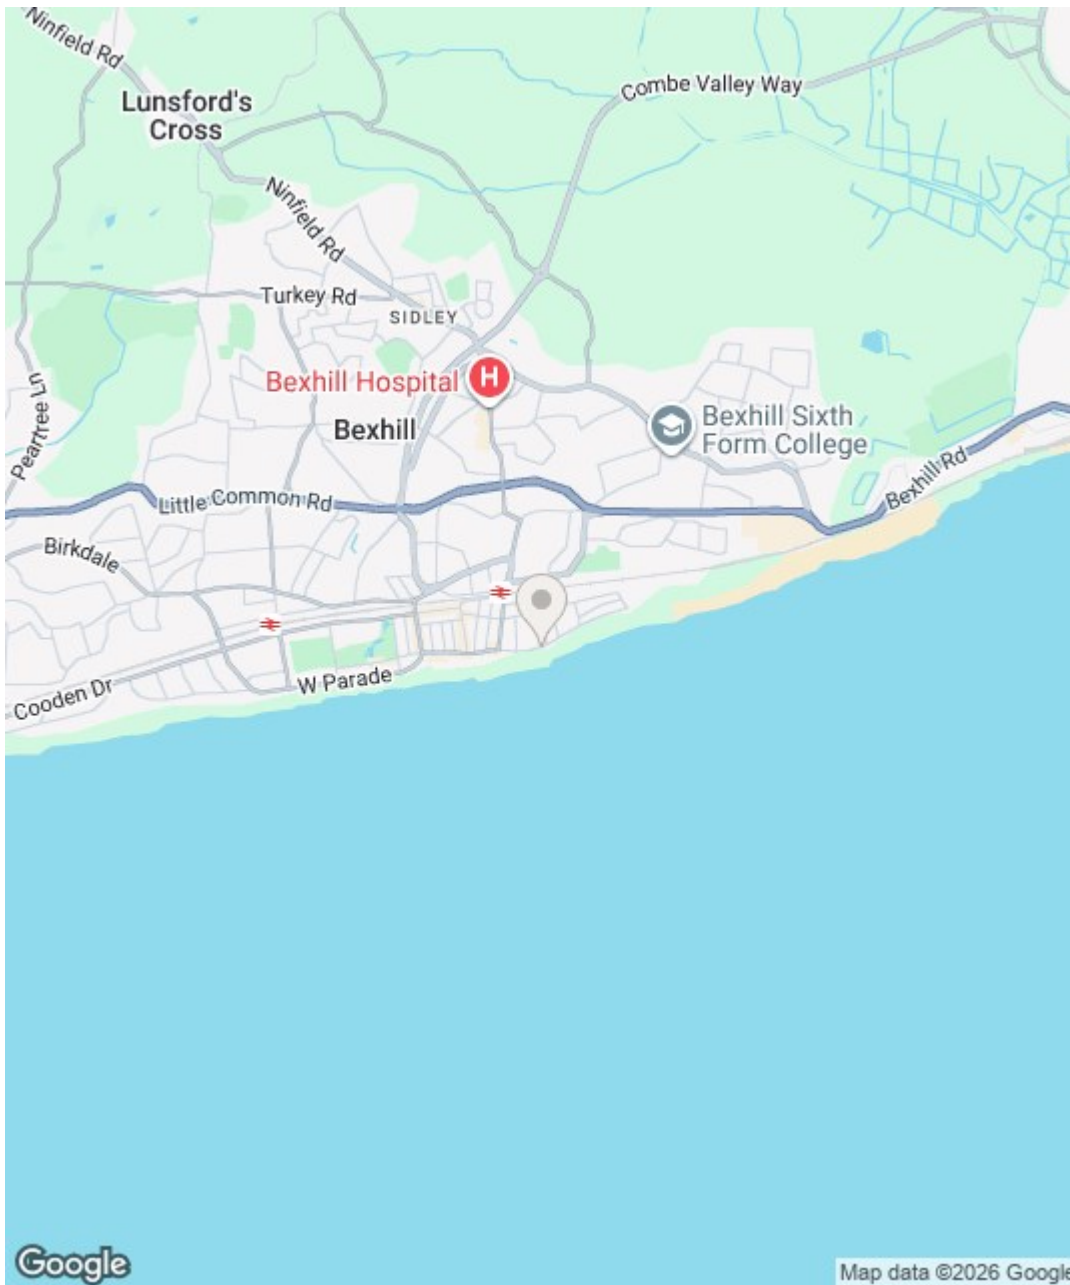 Ninfield Rd
Combe Valley Way
Lunsford's
Cross
Ninfield Rd
Turkey Rd
SIDLEY
Bexhill Hospital
H
Peartree Ln
Bexhill
Bexhill Sixth
Form College
Bexhill Rd
Little Common Rd
Birkdale
W Parade
Cooden Dr
Google
Map data ©2026 Google